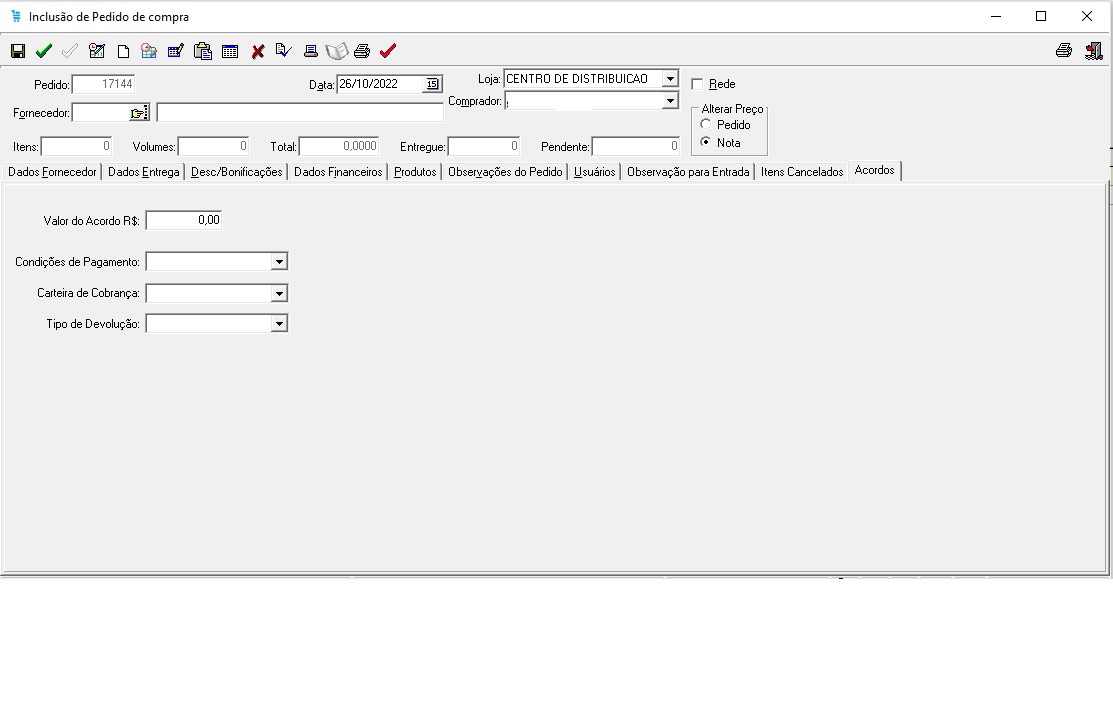 Inclusão de Pedido de compra
Pedido: 17144 Data: 26/10/2022 15 Loja: CENTRO DE DISTRIBUICAO Rede
Fornecedor: Comprador: Alterar Preço
Pedido
Nota
Itens: 0 Volumes: 0 Total: 0,0000 Entregue: 0 Pendente: 0
Dados Fornecedor Dados Entrega Desc/Bonificações Dados Financeiros Produtos Observações do Pedido Usuários Observação para Entrada Itens Cancelados Acordos
Valor do Acordo R$: 0,00
Condições de Pagamento:
Carteira de Cobrança:
Tipo de Devolução: